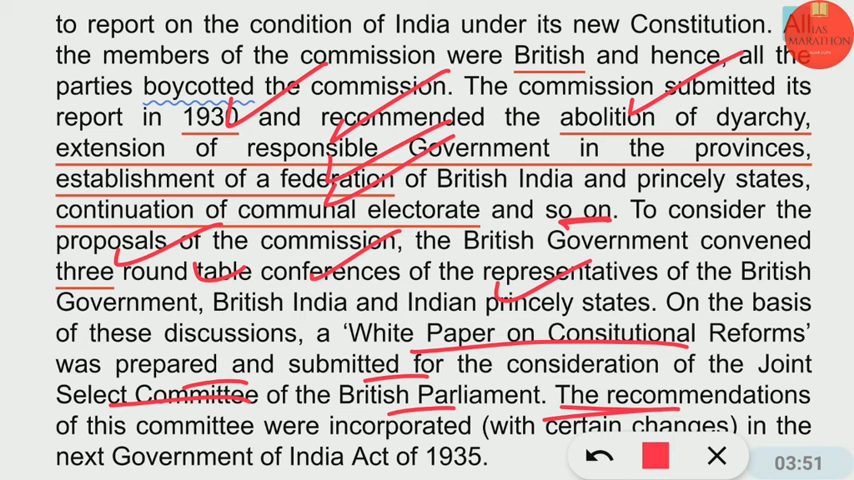 to report on the condition of India under its new Constitution. All
the members of the commission were British and hence, all the
parties boycotted the commission. The commission submitted its
report in 1930 and recommended the abolition of dyarchy,
extension of responsible Government in the provinces,
establishment of a federation of British India and princely states,
continuation of communal electorate and so on. To consider the
proposals of the commission, the British Government convened
three round table conferences of the representatives of the British
Government, British India and Indian princely states. On the basis
of these discussions, a ‘White Paper on Consitutional Reforms’
was prepared and submitted for the consideration of the Joint
Select Committee of the British Parliament. The recommendations
of this committee were incorporated (with certain changes) in the
next Government of India Act of 1935.
IAS
MARATHON
03:51